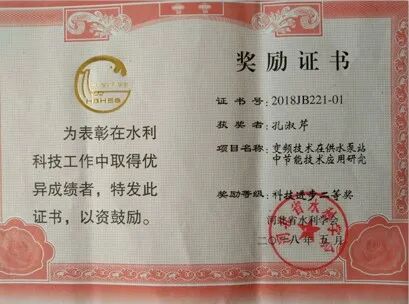 HBHES
为表彰在水利
科技工作中取得优
异成绩者，特发此
证书，以资鼓励。
奖励证书
证书号：2018JB221-01
获奖者：孔淑芹
项目名：变频技术在供水泵站
中节能技术应用研究
奖励等级：科技进步二等奖
河北省水利学会
二〇一八年五月